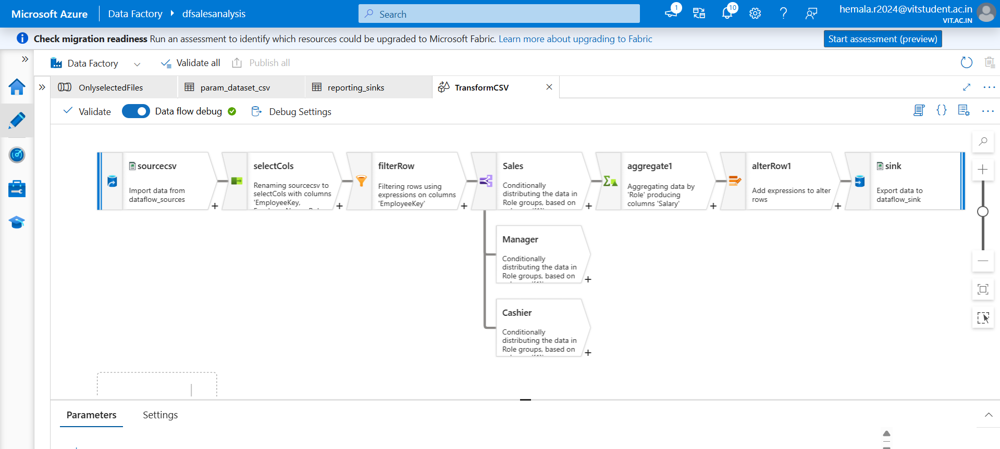 Microsoft Azure
Data Factory
dfsalesanalysis
Search
1
10
hemala.r2024@vitstudent.ac.in
VIT.AC.IN
Check migration readiness Run an assessment to identify which resources could be upgraded to Microsoft Fabric. Learn more about upgrading to Fabric
Start assessment (preview)
Data Factory
Validate all
Publish all
OnlyselectedFiles
param_dataset_csv
reporting_sinks
TransformCSV
Validate
Data flow debug
Debug Settings
sourcecsv
Import data from
dataflow_sources
selectCols
Renaming sourcecsv to
selectCols with columns
'EmployeeKey,
filterRow
Filtering rows using
expressions on columns
'EmployeeKey'
Sales
Conditionally
distributing the data in
Role groups, based on
aggregate1
Aggregating data by
'Role' producing
columns 'Salary'
alterRow1
Add expressions to alter
rows
sink
Export data to
dataflow_sink
Manager
Conditionally
distributing the data in
Role groups, based on
Cashier
Conditionally
distributing the data in
Role groups, based on
Parameters
Settings